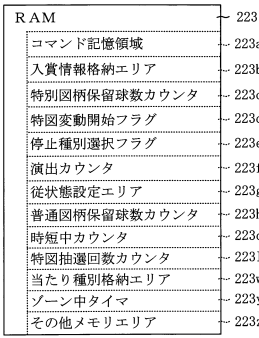 RAM 223
コマンド記憶領域 223a
入賞情報格納エリア 223b
特別図柄保留球数カウンタ 223c
特図変動開始フラグ 223d
停止種別選択フラグ 223e
演出カウンタ 223f
従状態設定エリア 223g
普通図柄保留球数カウンタ 223h
時短中カウンタ
特図抽選回数カウンタ
当たり種別格納エリア
ゾーン中タイマ 223y
その他メモリエリア 223z